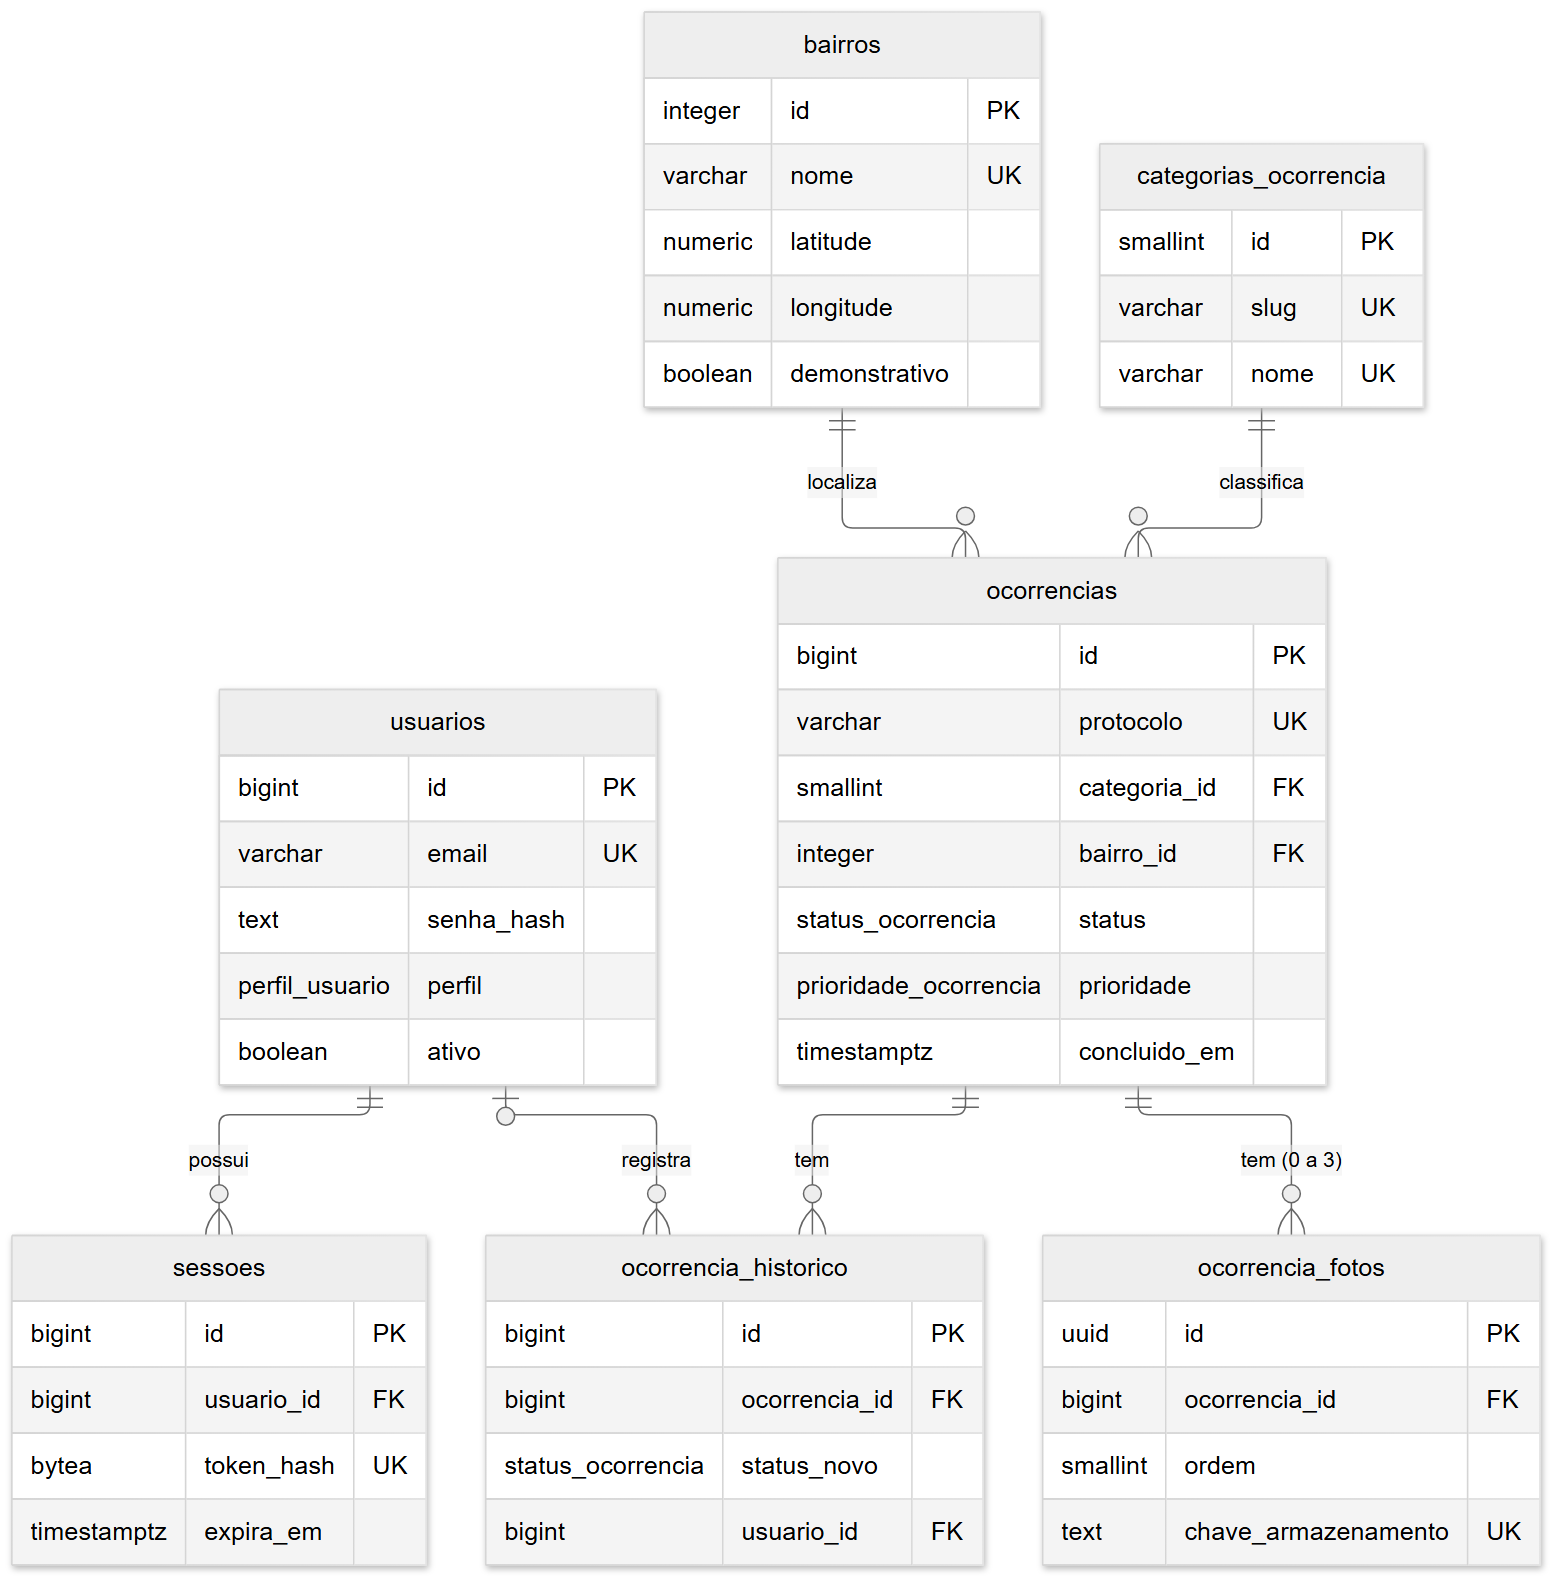 bairros
integer id PK
varchar nome UK
numeric latitude
numeric longitude
boolean demonstrativo
categorias_ocorrencia
smallint id PK
varchar slug UK
varchar nome UK
localiza
classifica
ocorrencias
bigint id PK
varchar protocolo UK
smallint categoria_id FK
integer bairro_id FK
status_ocorrencia status
prioridade_ocorrencia prioridade
timestamptz concluido_em
usuarios
bigint id PK
varchar email UK
text senha_hash
perfil_usuario perfil
boolean ativo
possui
registra
tem
tem (0 a 3)
sessoes
bigint id PK
bigint usuario_id FK
bytea token_hash UK
timestamptz expira_em
ocorrencia_historico
bigint id PK
bigint ocorrencia_id FK
status_ocorrencia status_novo
bigint usuario_id FK
ocorrencia_fotos
uuid id PK
bigint ocorrencia_id FK
smallint ordem
text chave_armazenamento UK